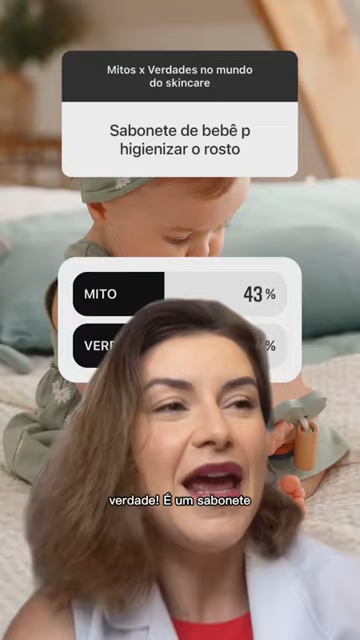 Mitos x Verdades no mundo
do skincare
Sabonete de bebê p
higienizar o rosto
MITO
43%
verdade! É um sabonete